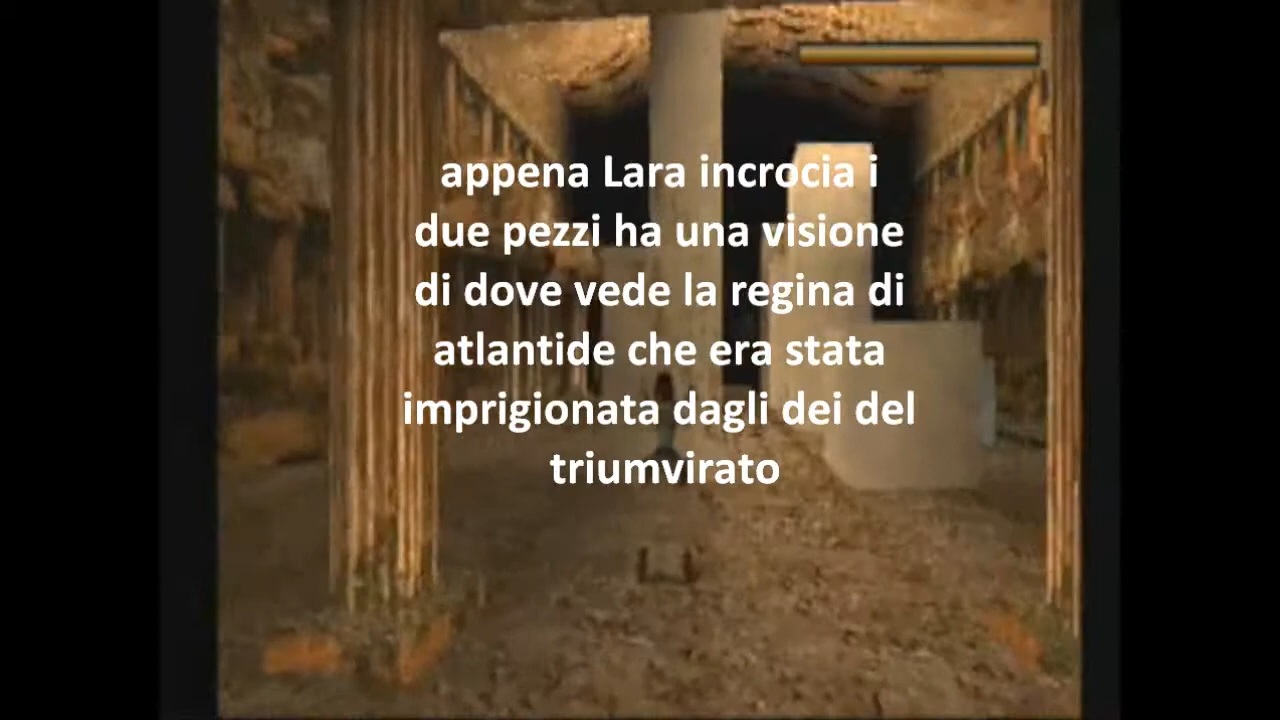 appena Lara incrocia i
due pezzi ha una visione
di dove vede la regina di
atlantide che era stata
imprigionata dagli dei del
triumvirato